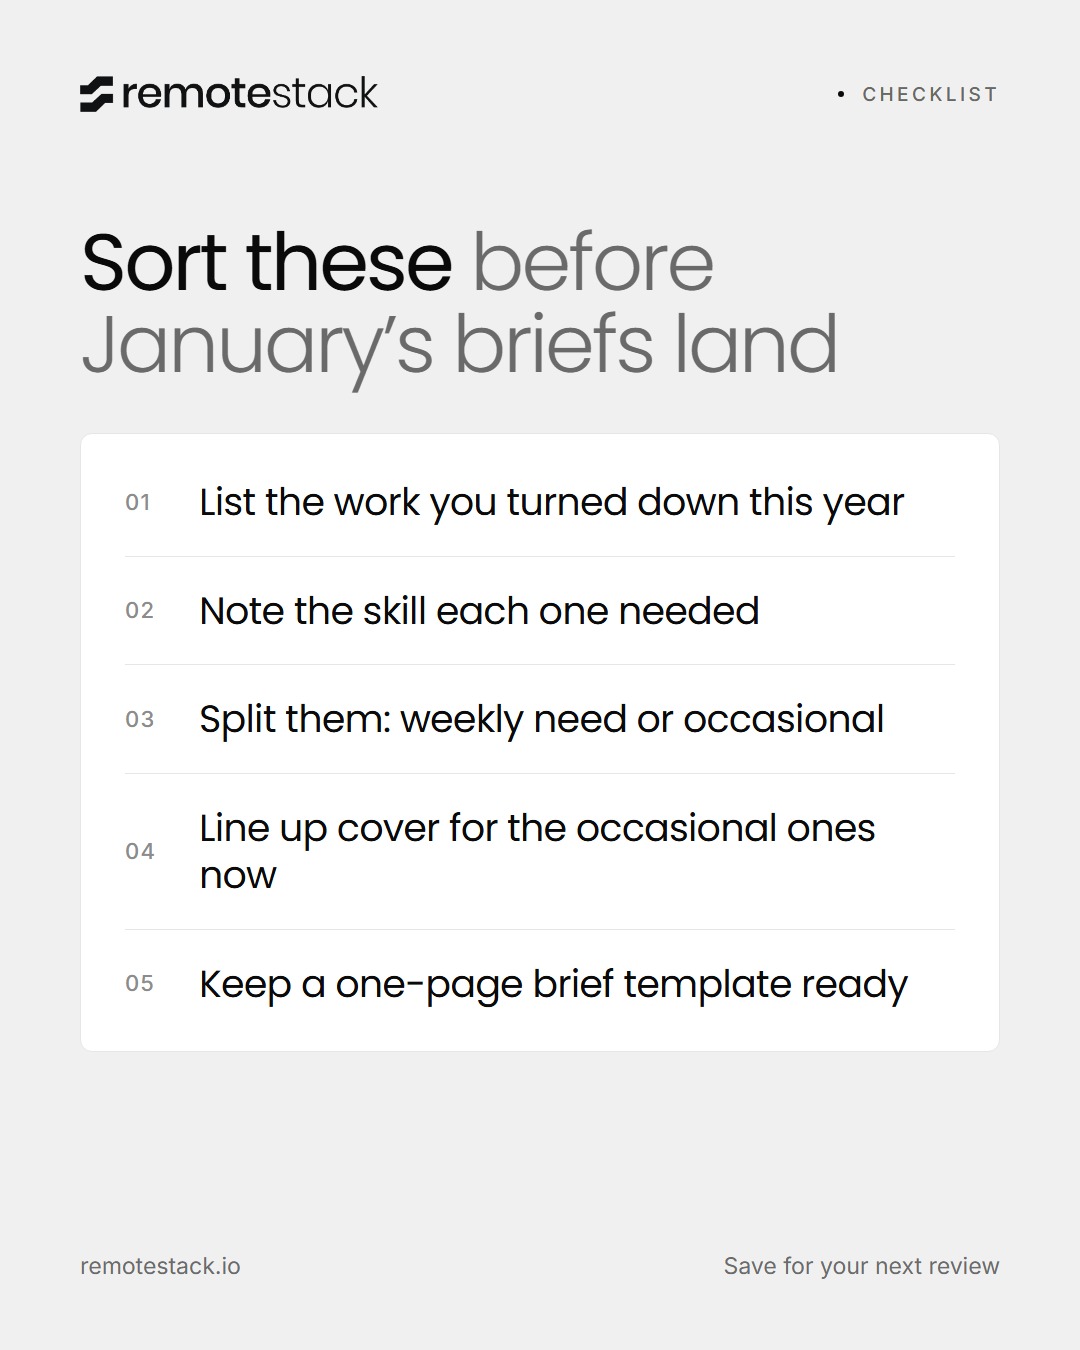 remotestack
• CHECKLIST
Sort these before
January’s briefs land
01 List the work you turned down this year
02 Note the skill each one needed
03 Split them: weekly need or occasional
04 Line up cover for the occasional ones
now
05 Keep a one-page brief template ready
remotestack.io
Save for your next review